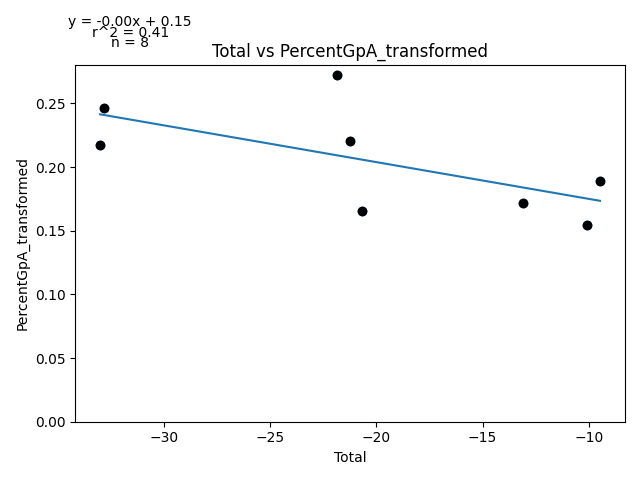 y = -0.00x + 0.15
r^2 = 0.41
n = 8
Total vs PercentGpA_transformed
PercentGpA_transformed
0.25
0.20
0.15
0.10
0.05
0.00
−30
−25
−20
−15
−10
Total